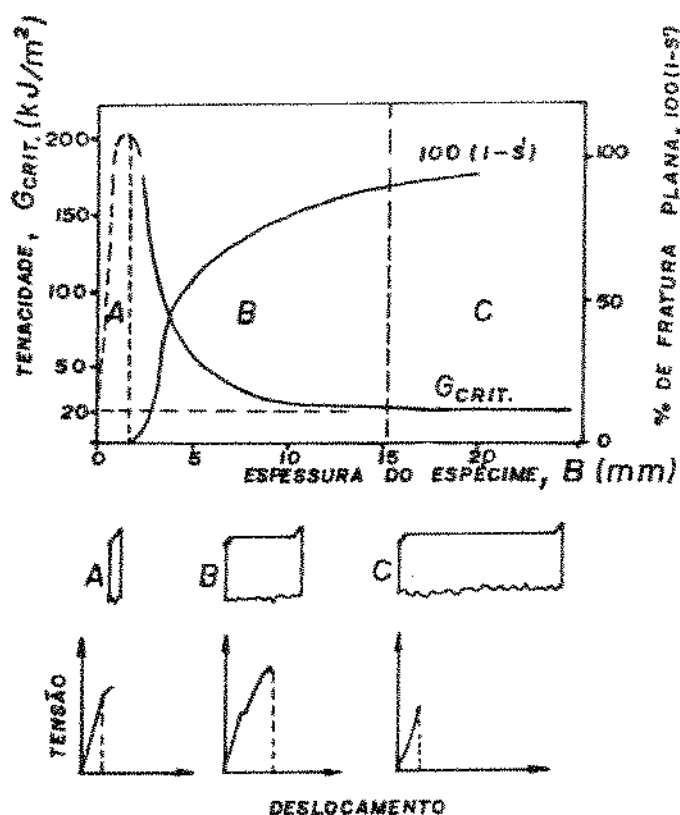 TENACIDADE, GCRIT. (kJ/m²)
% DE FRATURA PLANA, 100(1-S')
200
150
100
50
20
0
100
50
0
100(1-s')
A
B
C
GCRIT.
0
5
10
15
20
ESPESSURA DO ESPÉCIME, B (mm)
A
B
C
TENSÃO
DESLOCAMENTO